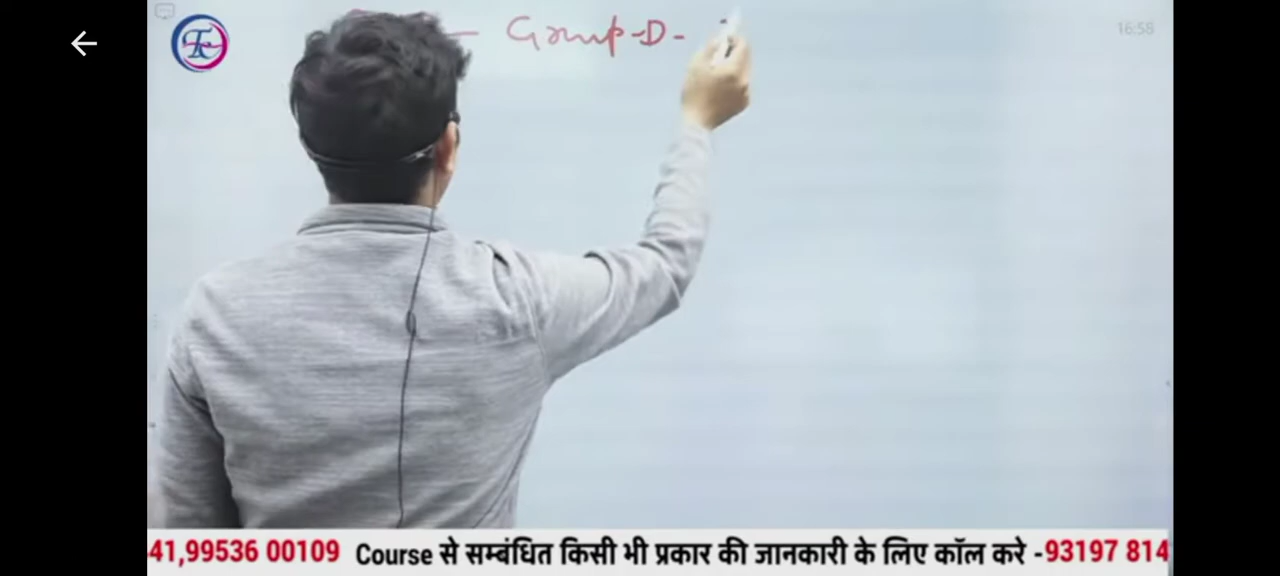 Group-D-
16:58
41,99536 00109 Course से सम्बंधित किसी भी प्रकार की जानकारी के लिए कॉल करे -93197 814